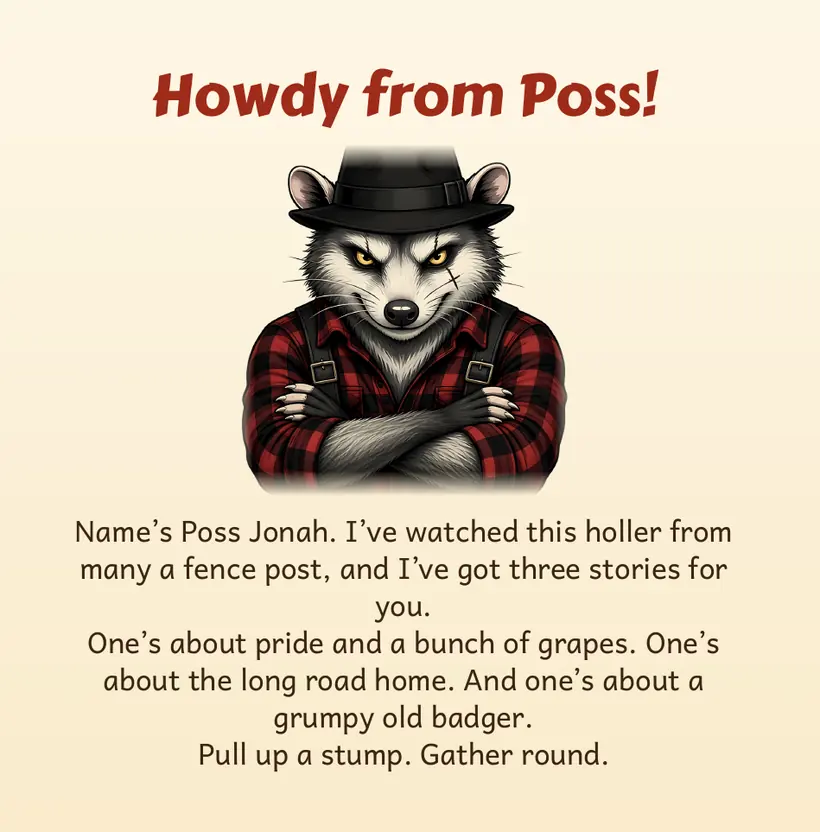 Howdy from Poss!
Name’s Poss Jonah. I’ve watched this holler from
many a fence post, and I’ve got three stories for
you.
One’s about pride and a bunch of grapes. One’s
about the long road home. And one’s about a
grumpy old badger.
Pull up a stump. Gather round.